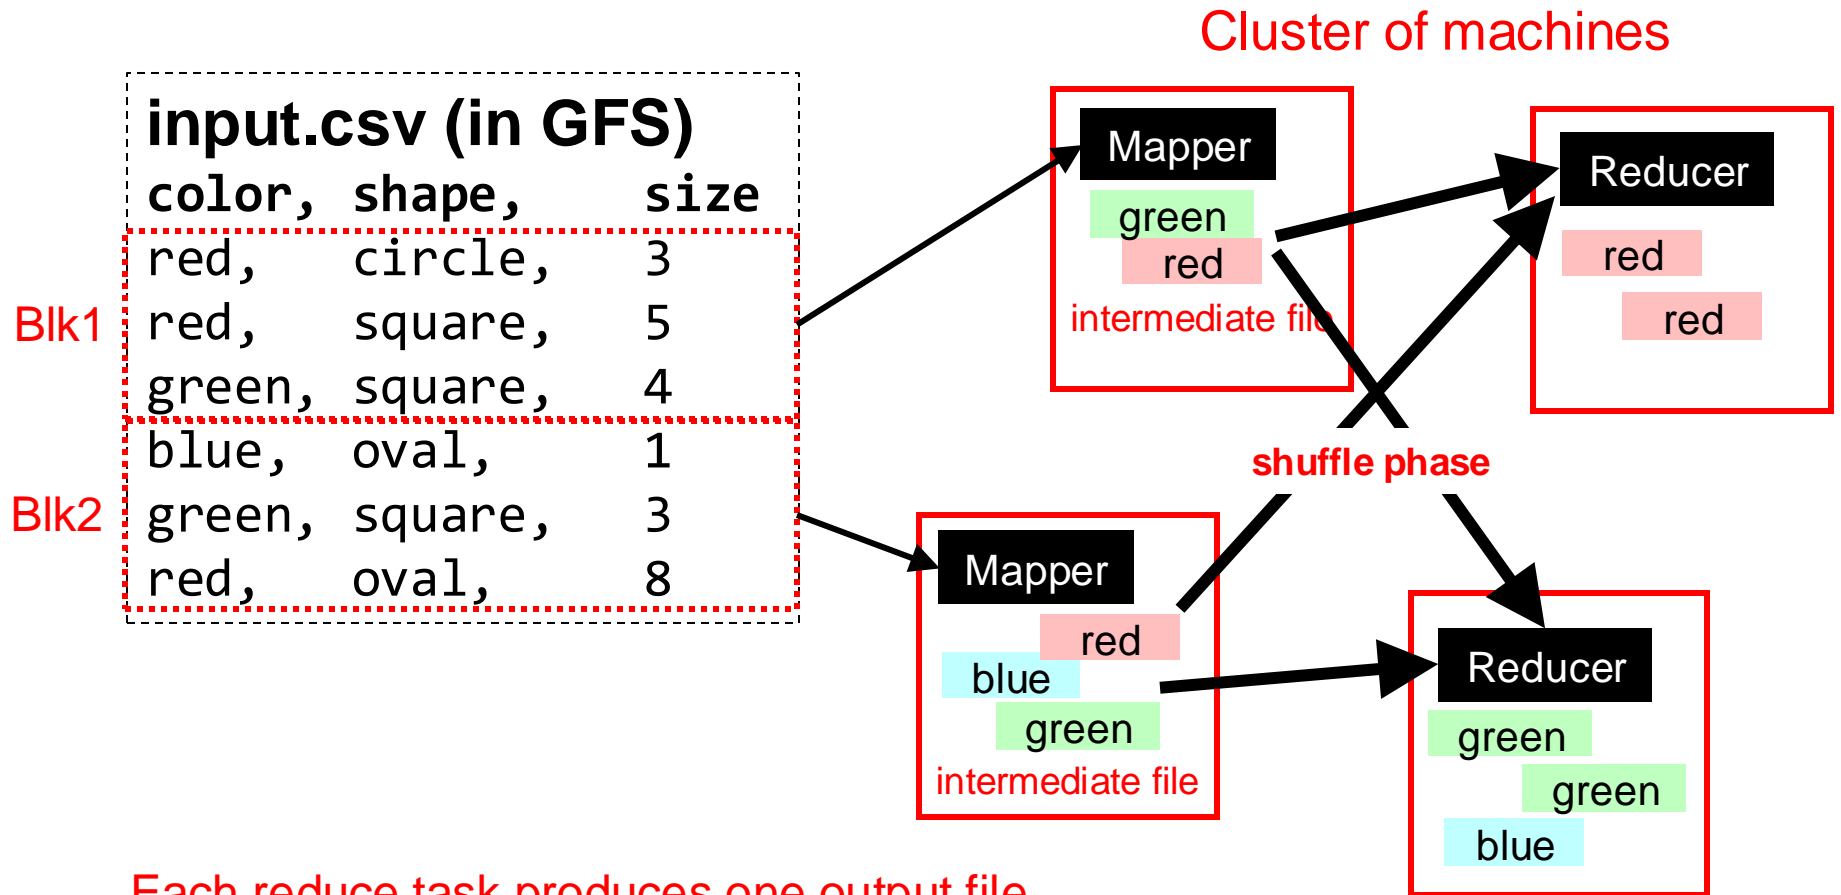 Cluster of machines
input.csv (in GFS)
color, shape, size
red, circle, 3
red, square, 5
green, square, 4
blue, oval, 1
green, square, 3
red, oval, 8
Blk1
Blk2
Mapper
green
red
intermediate file
Reducer
red
red
shuffle phase
Mapper
red
blue
green
intermediate file
Reducer
green
green
blue
Each reduce task produces one output file